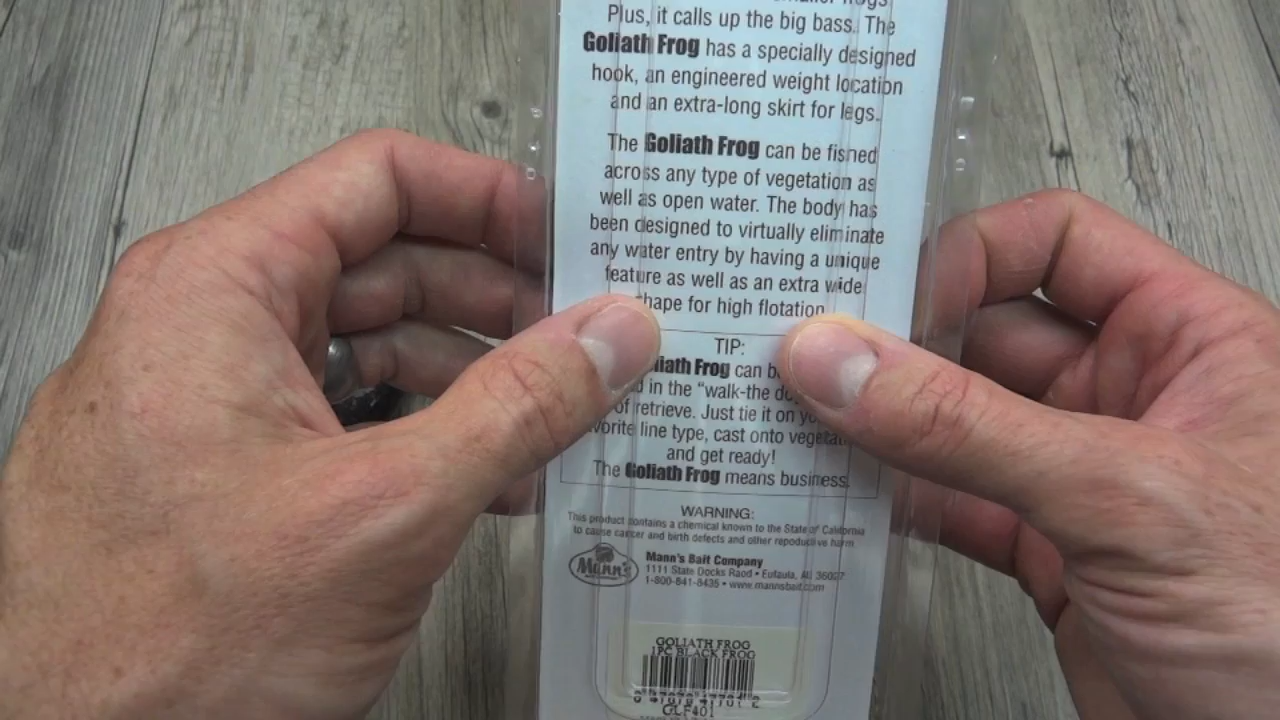 Plus, it calls up the big bass. The
Goliath Frog has a specially designed
hook, an engineered weight location
and an extra-long skirt for legs.
The Goliath Frog can be fished
across any type of vegetation as
well as open water. The body has
been designed to virtually eliminate
any water entry by having a unique
feature as well as an extra wide
hape for high flotation
TIP:
liath Frog can b
d in the “walk-the do
of retrieve. Just tie it on yo
vorite line type, cast onto vegetat
and get ready!
The Goliath Frog means business.
WARNING:
This product contains a chemical known to the State of California
to cause cancer and birth defects and other reproductive harm
Mann's
Mann's Bait Company
1111 State Docks Raod • Eufaula, AL 36027
1-800-841-8435 • www.mannsbait.com
GOLIATH FROG
1PC BLACK FROG
GLF401